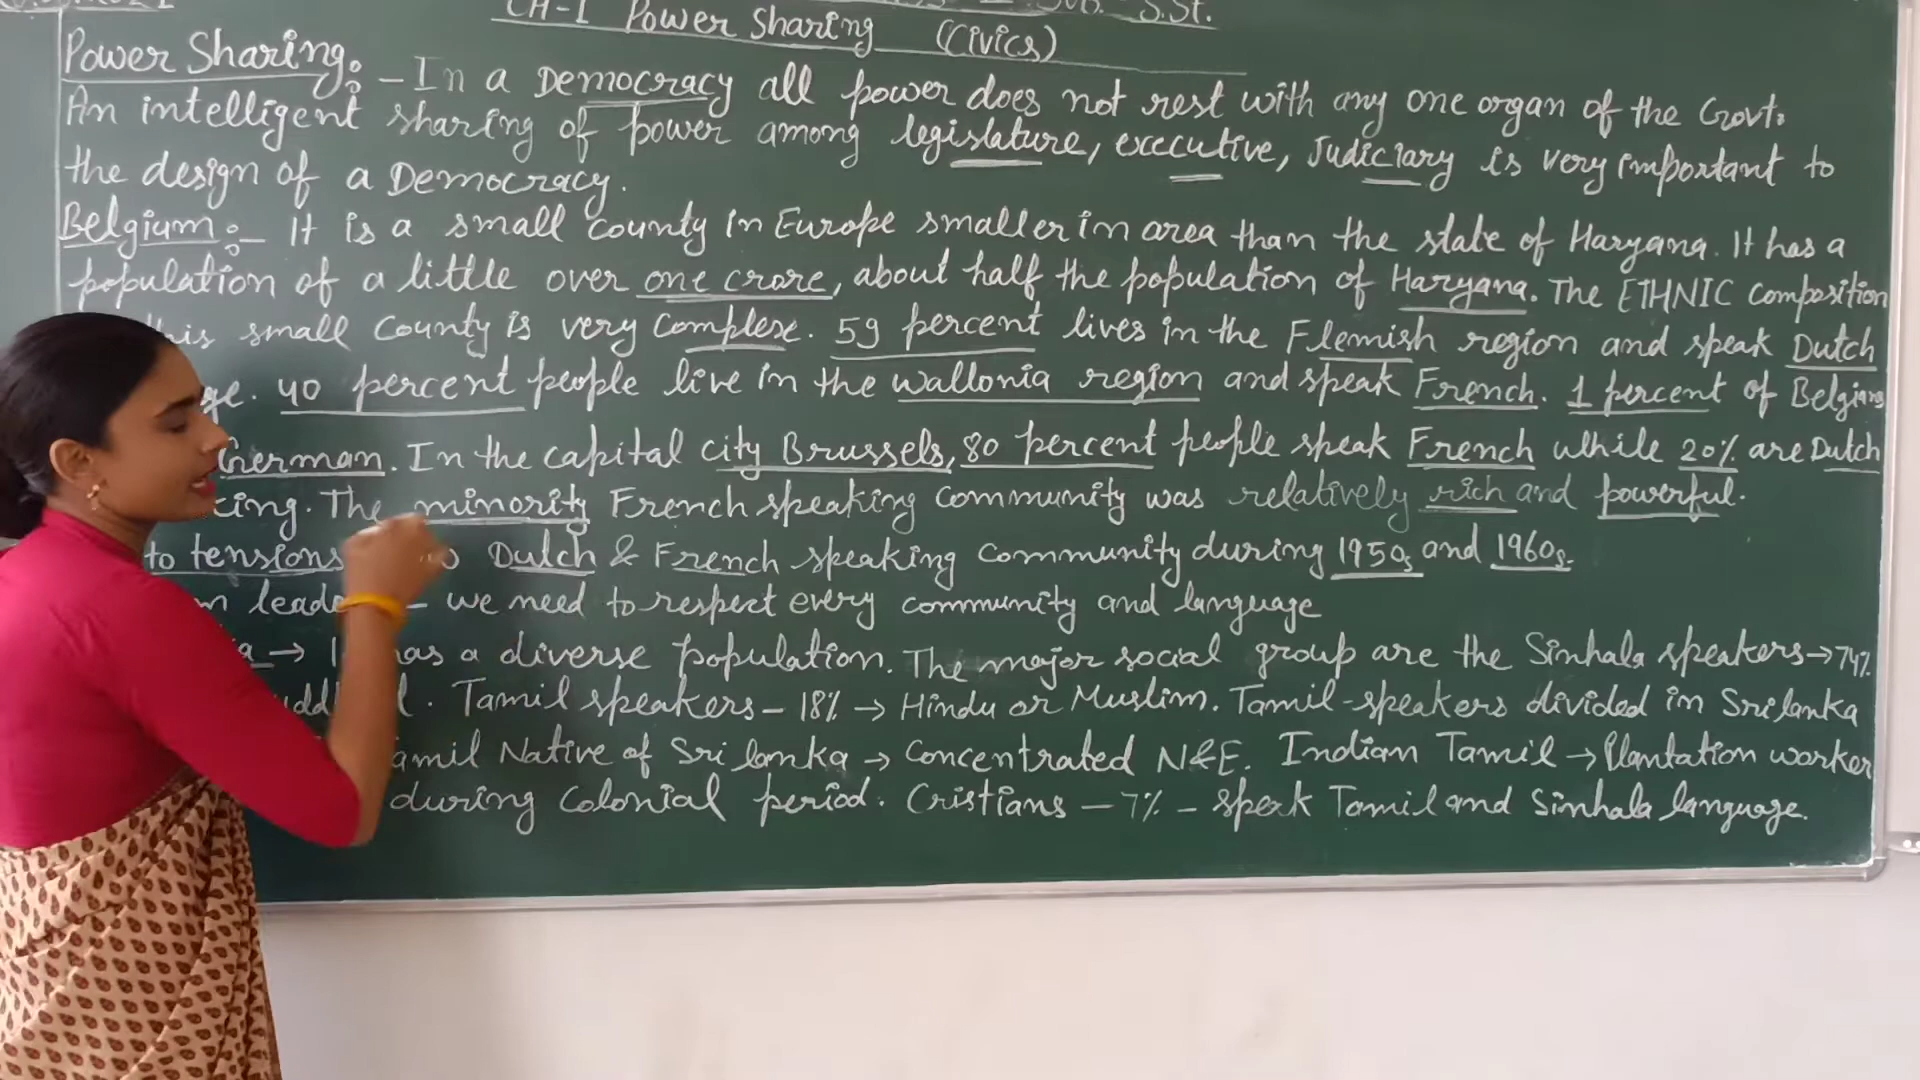 CH-1 Power Sharing (Civics) S.St.
Power Sharing:- In a Democracy all power does not rest with any one organ of the Govt.
An intelligent sharing of power among legislature, executive, Judiciary is very important to
the design of a Democracy.
Belgium:- It is a small county in Europe smaller in area than the state of Haryana. It has a
population of a little over one crore, about half the population of Haryana. The ETHNIC Composition
his small county is very Complex. 59 percent lives in the Flemish region and speak Dutch
ge. 40 percent people live in the wallonia region and speak French. 1 percent of Belgians
German. In the capital city Brussels, 80 percent people speak French while 20% are Dutch
king. The minority French speaking community was relatively rich and powerful.
to tensions Dutch & French speaking community during 1950s and 1960s.
leade - we need to respect every community and language
a → has a diverse population. The major social group are the Sinhala speakers → 74%
udd . Tamil speakers - 18% → Hindu or Muslim. Tamil-speakers divided in Sri lanka
amil Native of Sri lanka → Concentrated N&E. Indian Tamil → Plantation worker
during Colonial period. Cristians - 7% - speak Tamil and Sinhala language.